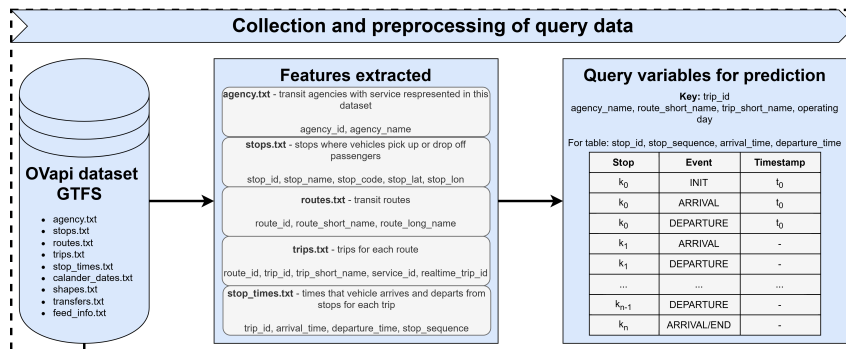 Collection and preprocessing of query data
OVapi dataset
GTFS
agency.txt
stops.txt
routes.txt
trips.txt
stop_times.txt
calander_dates.txt
shapes.txt
transfers.txt
feed_info.txt
Features extracted
agency.txt - transit agencies with service respresented in this
dataset
agency_id, agency_name
stops.txt - stops where vehicles pick up or drop off
passengers
stop_id, stop_name, stop_code, stop_lat, stop_lon
routes.txt - transit routes
route_id, route_short_name, route_long_name
trips.txt - trips for each route
route_id, trip_id, trip_short_name, service_id, realtime_trip_id
stop_times.txt - times that vehicle arrives and departs from
stops for each trip
trip_id, arrival_time, departure_time, stop_sequence
Query variables for prediction
Key: trip_id
agency_name, route_short_name, trip_short_name, operating
day
For table: stop_id, stop_sequence, arrival_time, departure_time
Stop Event Timestamp
k0 INIT t0
k0 ARRIVAL t0
k0 DEPARTURE t0
k1 ARRIVAL -
k1 DEPARTURE -
... ... ...
kn-1 DEPARTURE -
kn ARRIVAL/END -